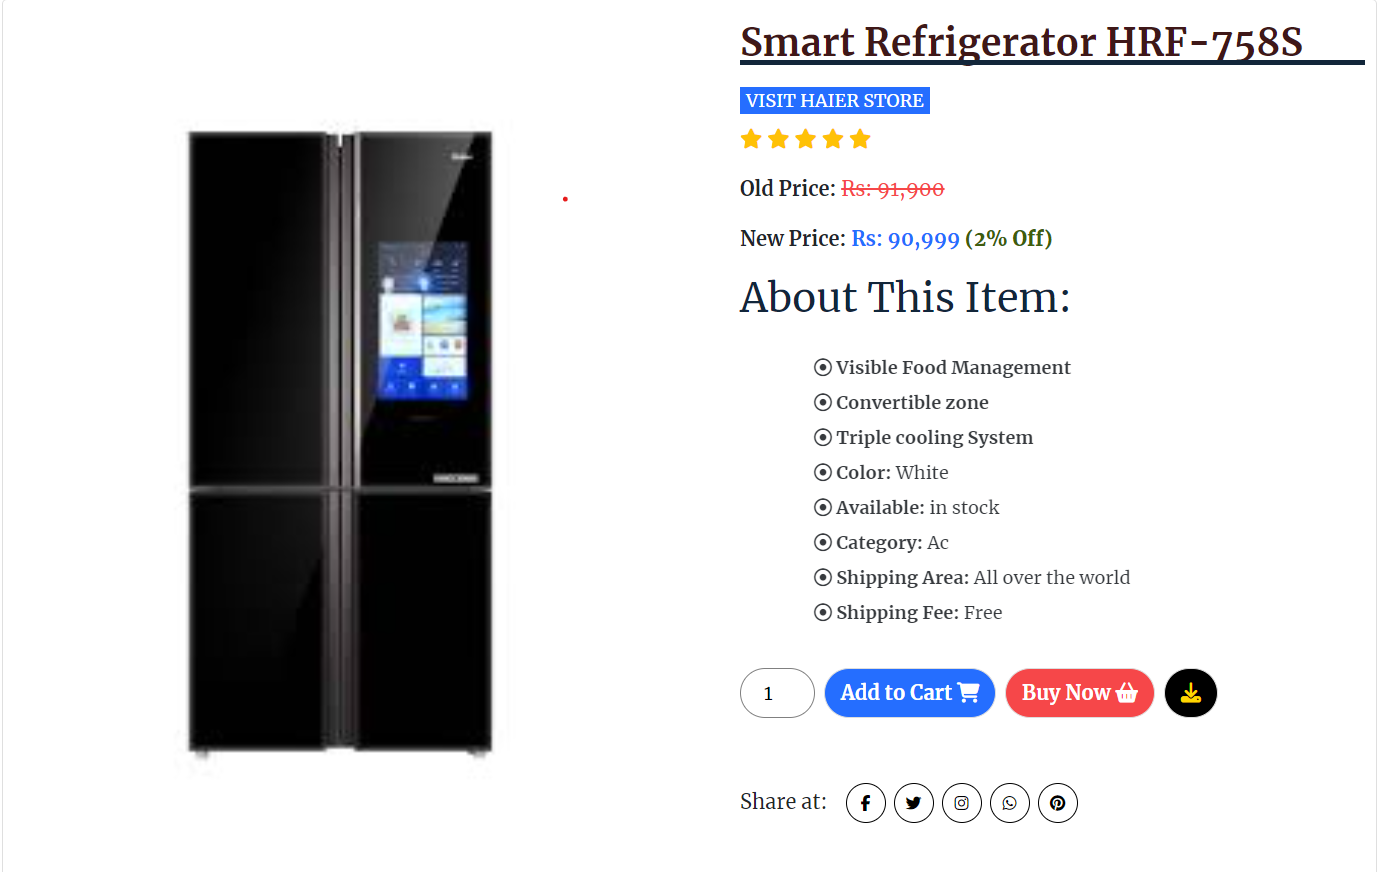 Smart Refrigerator HRF-758S
VISIT HAIER STORE
Old Price: Rs: 91,900
New Price: Rs: 90,999 (2% Off)
About This Item:
Visible Food Management
Convertible zone
Triple cooling System
Color: White
Available: in stock
Category: Ac
Shipping Area: All over the world
Shipping Fee: Free
1 Add to Cart Buy Now
Share at: